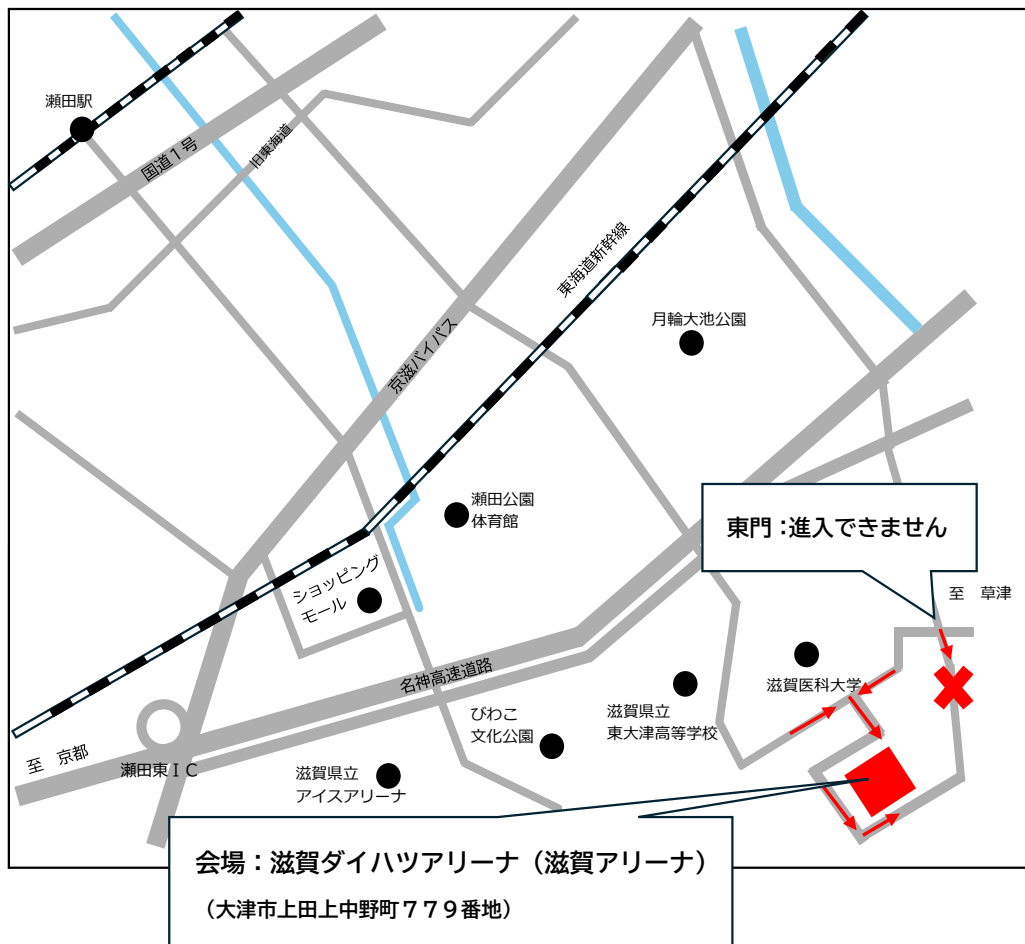 瀬田駅
国道１号
旧東海道
東海道新幹線
京滋バイパス
月輪大池公園
瀬田公園
体育館
東門：進入できません
ショッピング
モール
至　草津
名神高速道路
滋賀医科大学
びわこ
文化公園
滋賀県立
東大津高等学校
至　京都
瀬田東ＩＣ
滋賀県立
アイスアリーナ
会場：滋賀ダイハツアリーナ（滋賀アリーナ）
（大津市上田上中野町７７９番地）